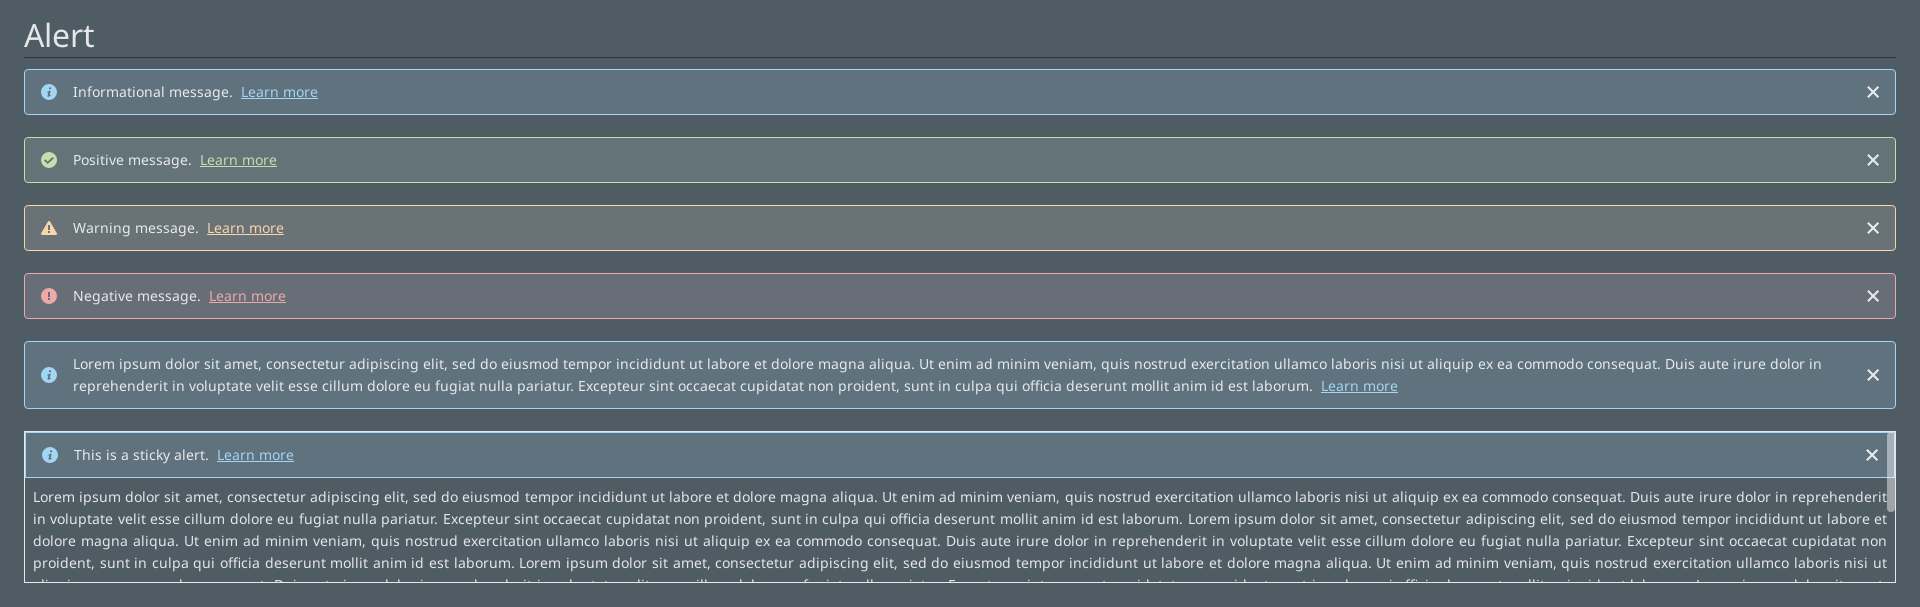 Alert
Informational message. Learn more
Positive message. Learn more
Warning message. Learn more
Negative message. Learn more
Lorem ipsum dolor sit amet, consectetur adipiscing elit, sed do eiusmod tempor incididunt ut labore et dolore magna aliqua. Ut enim ad minim veniam, quis nostrud exercitation ullamco laboris nisi ut aliquip ex ea commodo consequat. Duis aute irure dolor in
reprehenderit in voluptate velit esse cillum dolore eu fugiat nulla pariatur. Excepteur sint occaecat cupidatat non proident, sunt in culpa qui officia deserunt mollit anim id est laborum. Learn more
This is a sticky alert. Learn more
Lorem ipsum dolor sit amet, consectetur adipiscing elit, sed do eiusmod tempor incididunt ut labore et dolore magna aliqua. Ut enim ad minim veniam, quis nostrud exercitation ullamco laboris nisi ut aliquip ex ea commodo consequat. Duis aute irure dolor in reprehenderit
in voluptate velit esse cillum dolore eu fugiat nulla pariatur. Excepteur sint occaecat cupidatat non proident, sunt in culpa qui officia deserunt mollit anim id est laborum. Lorem ipsum dolor sit amet, consectetur adipiscing elit, sed do eiusmod tempor incididunt ut labore et
dolore magna aliqua. Ut enim ad minim veniam, quis nostrud exercitation ullamco laboris nisi ut aliquip ex ea commodo consequat. Duis aute irure dolor in reprehenderit in voluptate velit esse cillum dolore eu fugiat nulla pariatur. Excepteur sint occaecat cupidatat non
proident, sunt in culpa qui officia deserunt mollit anim id est laborum. Lorem ipsum dolor sit amet, consectetur adipiscing elit, sed do eiusmod tempor incididunt ut labore et dolore magna aliqua. Ut enim ad minim veniam, quis nostrud exercitation ullamco laboris nisi ut